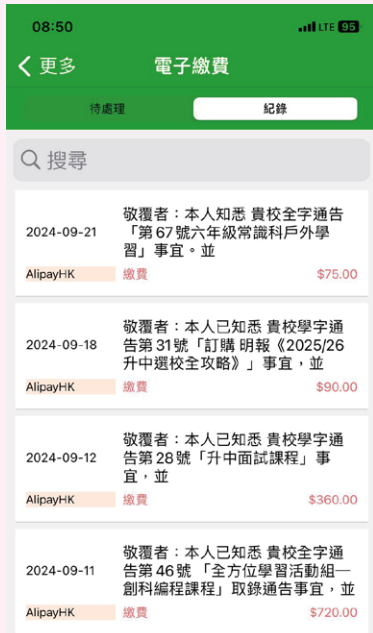 08:50 LTE 95
更多 電子繳費
待處理 紀錄
搜尋
敬覆者：本人知悉 貴校全字通告
2024-09-21 「第67號六年級常識科戶外學
習」事宜。並
AlipayHK 繳費 $75.00
敬覆者：本人已知悉 貴校學字通
2024-09-18 告第31號「訂購 明報《2025/26
升中選校全攻略》」事宜，並
AlipayHK 繳費 $90.00
敬覆者：本人已知悉 貴校學字通
2024-09-12 告第28號「升中面試課程」事
宜，並
AlipayHK 繳費 $360.00
敬覆者：本人已知悉 貴校全字通
2024-09-11 告第46號 「全方位學習活動組—
創科編程課程」取錄通告事宜，並
AlipayHK 繳費 $720.00